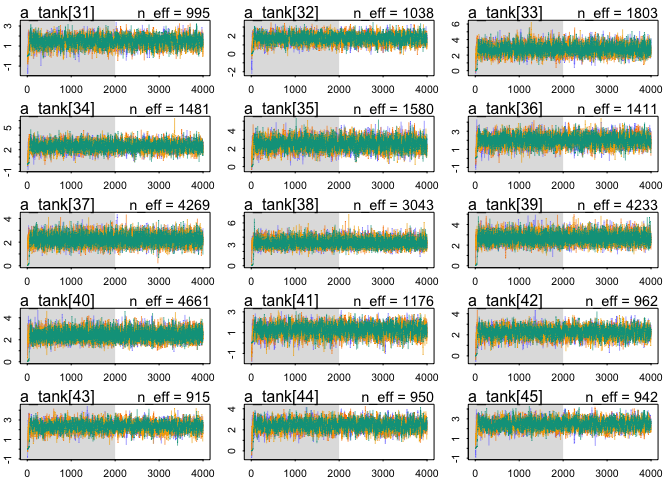 a_tank[31] n_eff = 995 a_tank[32] n_eff = 1038 a_tank[33] n_eff = 1803
-1 1 3 -2 0 2 0 2 4 6
0 1000 2000 3000 4000 0 1000 2000 3000 4000 0 1000 2000 3000 4000
a_tank[34] n_eff = 1481 a_tank[35] n_eff = 1580 a_tank[36] n_eff = 1411
-1 2 5 0 2 4 -1 1 3
0 1000 2000 3000 4000 0 1000 2000 3000 4000 0 1000 2000 3000 4000
a_tank[37] n_eff = 4269 a_tank[38] n_eff = 3043 a_tank[39] n_eff = 4233
0 2 4 0 3 6 0 2 4
0 1000 2000 3000 4000 0 1000 2000 3000 4000 0 1000 2000 3000 4000
a_tank[40] n_eff = 4661 a_tank[41] n_eff = 1176 a_tank[42] n_eff = 962
0 2 4 -1 1 3 0 2 4
0 1000 2000 3000 4000 0 1000 2000 3000 4000 0 1000 2000 3000 4000
a_tank[43] n_eff = 915 a_tank[44] n_eff = 950 a_tank[45] n_eff = 942
-1 1 3 0 2 4 -1 1 3
0 1000 2000 3000 4000 0 1000 2000 3000 4000 0 1000 2000 3000 4000